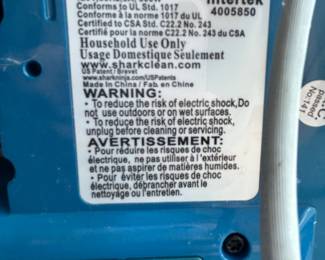 Intertek
4005850
Conforms to UL Std. 1017
Conforme à la norme 1017 du UL
Certified to CSA Std. C22.2 No. 243
Certifié pour la norme C22.2 No. 243 du CSA
Household Use Only
Usage Domestique Seulement
www.sharkclean.com
US Patent / Brevet
www.sharkninja.com/USPatents
Made in China / Fab. en Chine
WARNING:
• To reduce the risk of electric shock,Do
not use outdoors or on wet surfaces.
• To reduce the risk of electric shock,
unplug before cleaning or servicing.
AVERTISSEMENT:
• Pour réduire les risques de choc
électrique, ne pas utiliser à l'extérieur
et ne pas aspirer de matières humides.
• Pour éviter les risques de choc
électrique, débrancher avant le
nettoyage ou l'entretien.
passed
No.:141